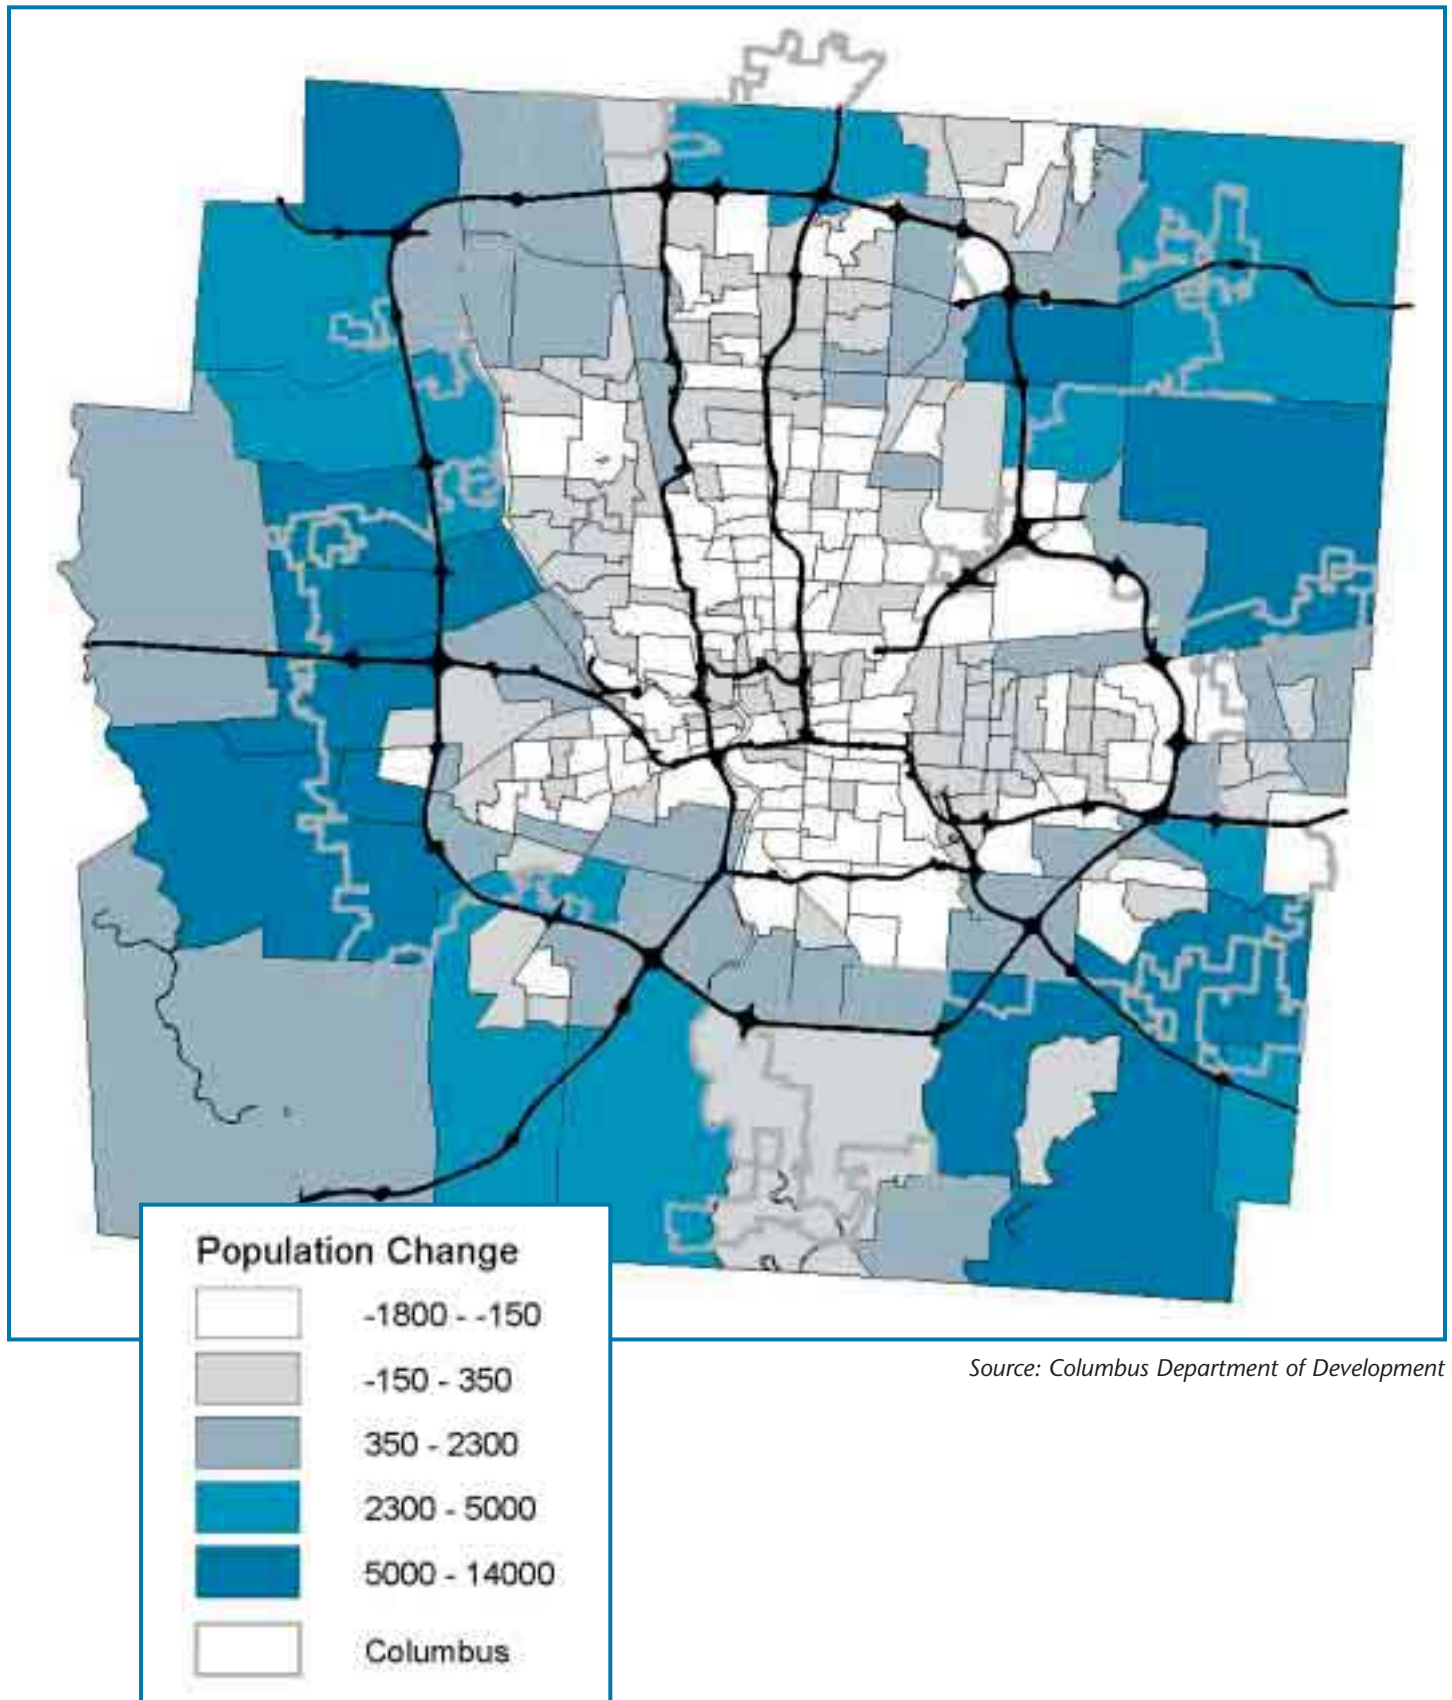 Source: Columbus Department of Development
Population Change
-1800 - -150
-150 - 350
350 - 2300
2300 - 5000
5000 - 14000
Columbus